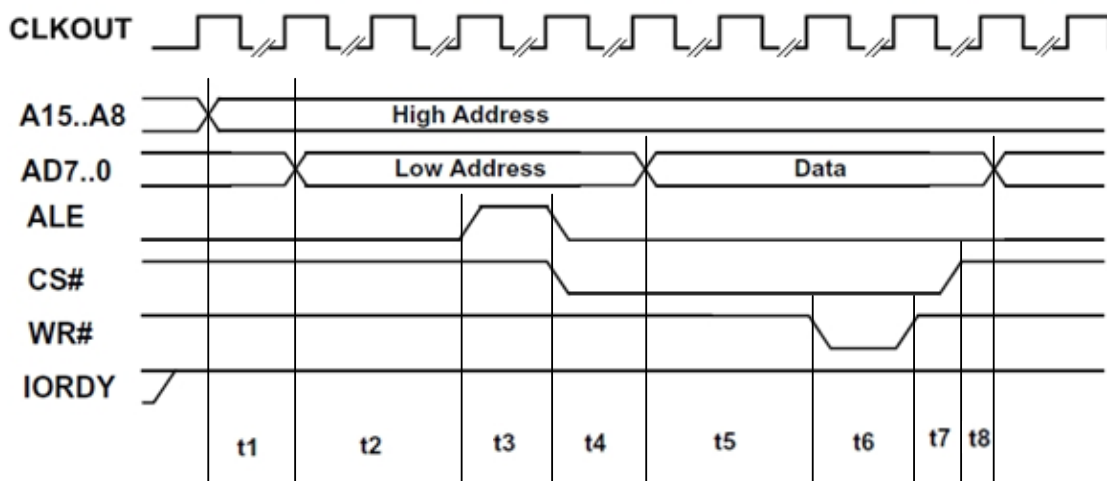 CLKOUT
A15..A8 High Address
AD7..0 Low Address Data
ALE
CS#
WR#
IORDY
t1 t2 t3 t4 t5 t6 t7 t8